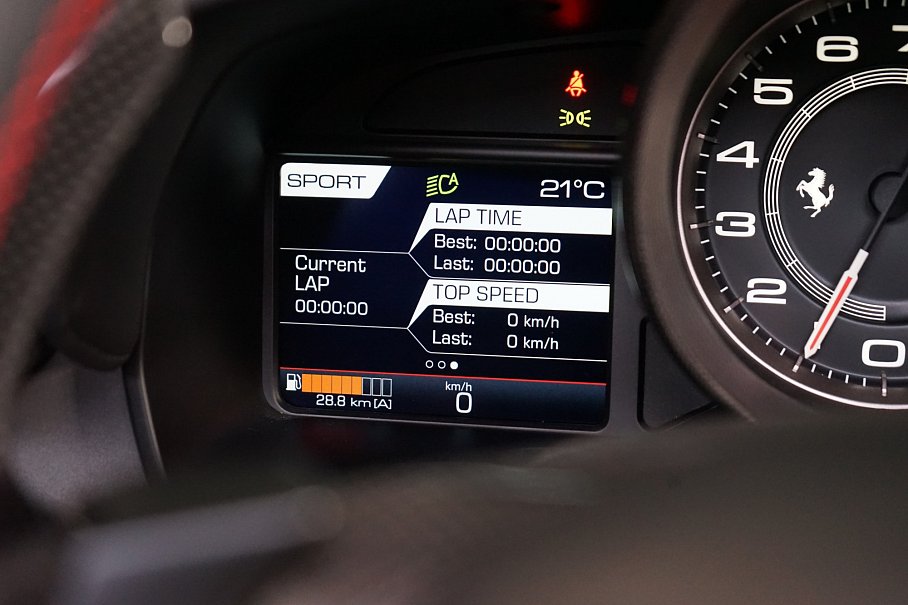 SPORT
A
21°C
LAP TIME
Best: 00:00:00
Last: 00:00:00
Current
LAP
00:00:00
TOP SPEED
Best: 0 km/h
Last: 0 km/h
28.8 km[A]
km/h
0
6
5
4
3
2
0